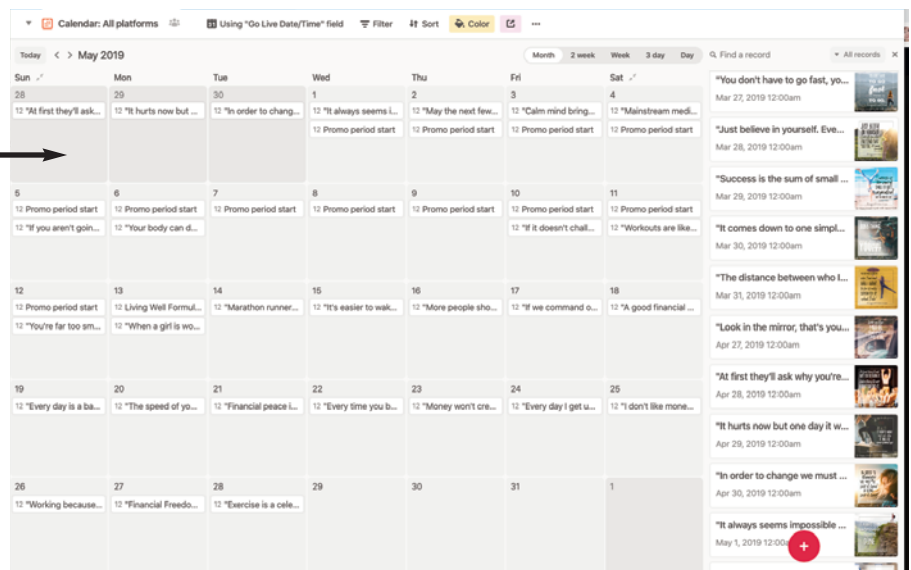 Calendar: All platforms Using "Go Live Date/Time" field Filter Sort Color ...
Today < > May 2019 Month 2 week Week 3 day Day Find a record All records ×
Sun Mon Tue Wed Thu Fri Sat
28 29 30 1 2 3 4
12 "At first they'll ask... 12 "It hurts now but ... 12 "In order to chang... 12 "It always seems i... 12 "May the next few... 12 "Calm mind bring... 12 "Mainstream medi...
12 Promo period start 12 Promo period start 12 Promo period start 12 Promo period start
5 6 7 8 9 10 11
12 Promo period start 12 Promo period start 12 Promo period start 12 Promo period start 12 Promo period start 12 Promo period start 12 Promo period start
12 "If you aren't goin... 12 "Your body can d... 12 "If it doesn't chall... 12 "Workouts are like...
12 13 14 15 16 17 18
12 Promo period start 12 Living Well Formul... 12 "Marathon runner... 12 "It's easier to wak... 12 "More people sho... 12 "If we command o... 12 "A good financial ...
12 "You're far too sm... 12 "When a girl is wo...
19 20 21 22 23 24 25
12 "Every day is a ba... 12 "The speed of yo... 12 "Financial peace i... 12 "Every time you b... 12 "Money won't cre... 12 "Every day I get u... 12 "I don't like mone...
26 27 28 29 30 31 1
12 "Working because... 12 "Financial Freedo... 12 "Exercise is a cele...
"You don't have to go fast, yo...
Mar 27, 2019 12:00am
"Just believe in yourself. Eve...
Mar 28, 2019 12:00am
"Success is the sum of small ...
Mar 29, 2019 12:00am
"It comes down to one simpl...
Mar 30, 2019 12:00am
"The distance between who I...
Mar 31, 2019 12:00am
"Look in the mirror, that's you...
Apr 27, 2019 12:00am
"At first they'll ask why you're...
Apr 28, 2019 12:00am
"It hurts now but one day it w...
Apr 29, 2019 12:00am
"In order to change we must ...
Apr 30, 2019 12:00am
"It always seems impossible ...
May 1, 2019 12:00a
+